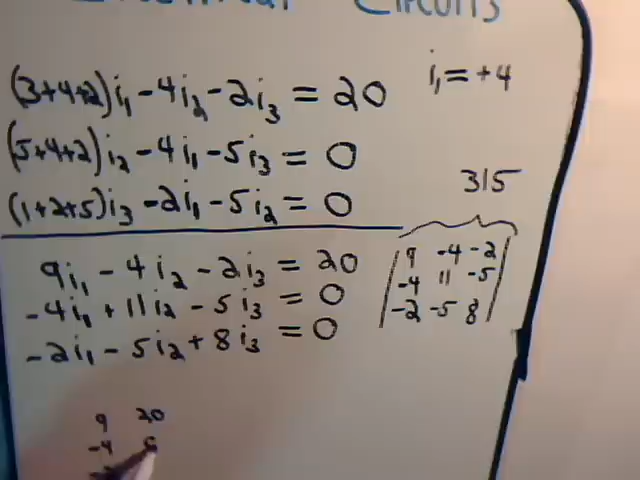 CIRCUITS
(3+4+2)i₁ - 4i₂ - 2i₃ = 20
i₁ = +4
(5+4+2)i₂ - 4i₁ - 5i₃ = 0
(1+2+5)i₃ - 2i₁ - 5i₂ = 0
315
9i₁ - 4i₂ - 2i₃ = 20
-4i₁ + 11i₂ - 5i₃ = 0
-2i₁ - 5i₂ + 8i₃ = 0
| 9 -4 -2 |
| -4 11 -5 |
| -2 -5 8 |
9 20
-4